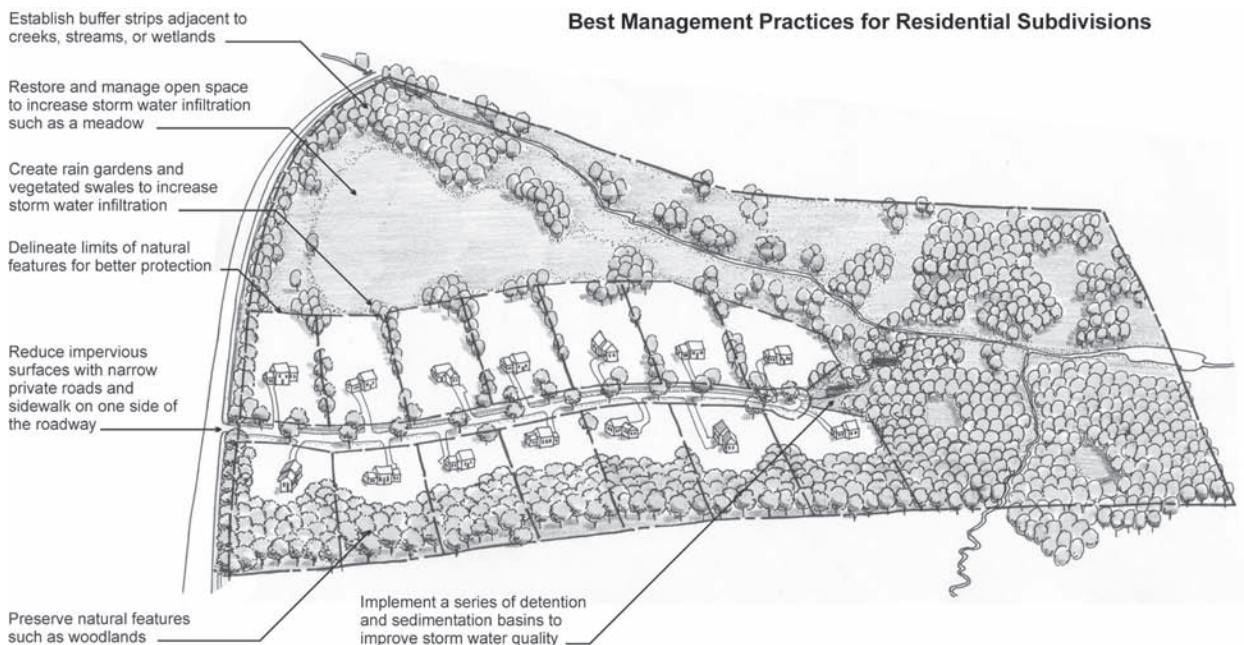 Best Management Practices for Residential Subdivisions
Establish buffer strips adjacent to
creeks, streams, or wetlands
Restore and manage open space
to increase storm water infiltration
such as a meadow
Create rain gardens and
vegetated swales to increase
storm water infiltration
Delineate limits of natural
features for better protection
Reduce impervious
surfaces with narrow
private roads and
sidewalk on one side of
the roadway
Preserve natural features
such as woodlands
Implement a series of detention
and sedimentation basins to
improve storm water quality